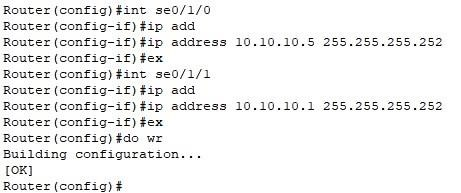 Router(config)#int se0/1/0
Router(config-if)#ip add
Router(config-if)#ip address 10.10.10.5 255.255.255.252
Router(config-if)#ex
Router(config)#int se0/1/1
Router(config-if)#ip add
Router(config-if)#ip address 10.10.10.1 255.255.255.252
Router(config-if)#ex
Router(config)#do wr
Building configuration...
[OK]
Router(config)#